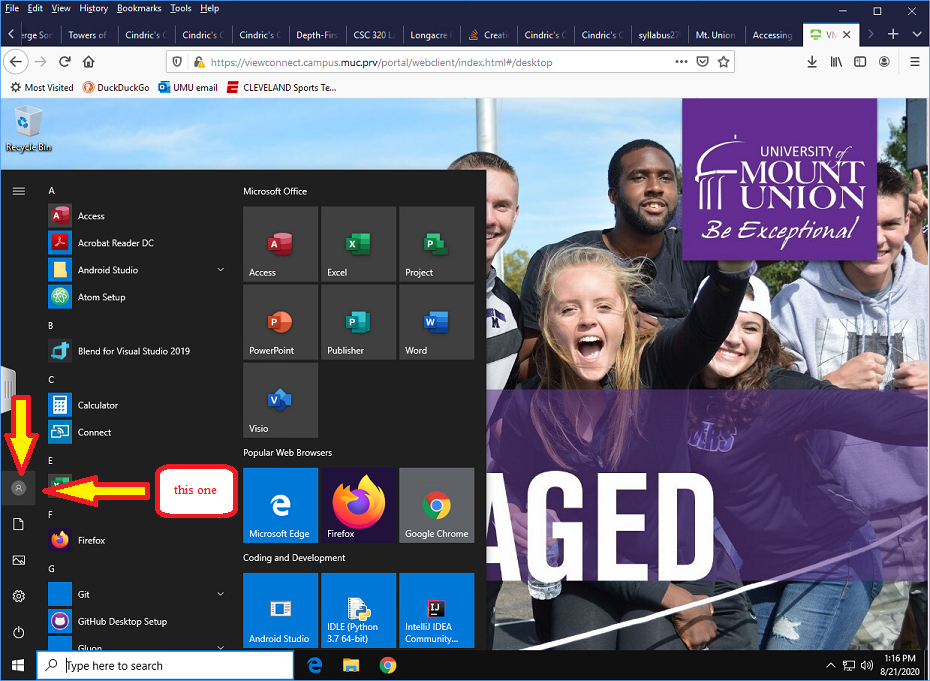 File Edit View History Bookmarks Tools Help
Towers of
Cindric's C
Cindric's C
Cindric's C
Depth-Firs
CSC 320 L
Longacre
Creati
Cindric's C
Cindric's C
syllabus27
Mt. Union
Accessing
https://viewconnect.campus.muc.prv/portal/webclient/index.html#/desktop
Most Visited
DuckDuckGo
UMU email
CLEVELAND Sports Te...
Recycle Bin
UNIVERSITY of
MOUNT
UNION
Be Exceptional
A
Access
Acrobat Reader DC
Android Studio
Atom Setup
B
Blend for Visual Studio 2019
C
Calculator
Connect
E
F
Firefox
G
Git
GitHub Desktop Setup
Gluon
this one
Microsoft Office
Access
Excel
Project
PowerPoint
Publisher
Word
Visio
Popular Web Browsers
Microsoft Edge
Firefox
Google Chrome
Coding and Development
Android Studio
IDLE (Python
3.7 64-bit)
IntelliJ IDEA
Community...
AGED
Type here to search
1:16 PM
8/21/2020